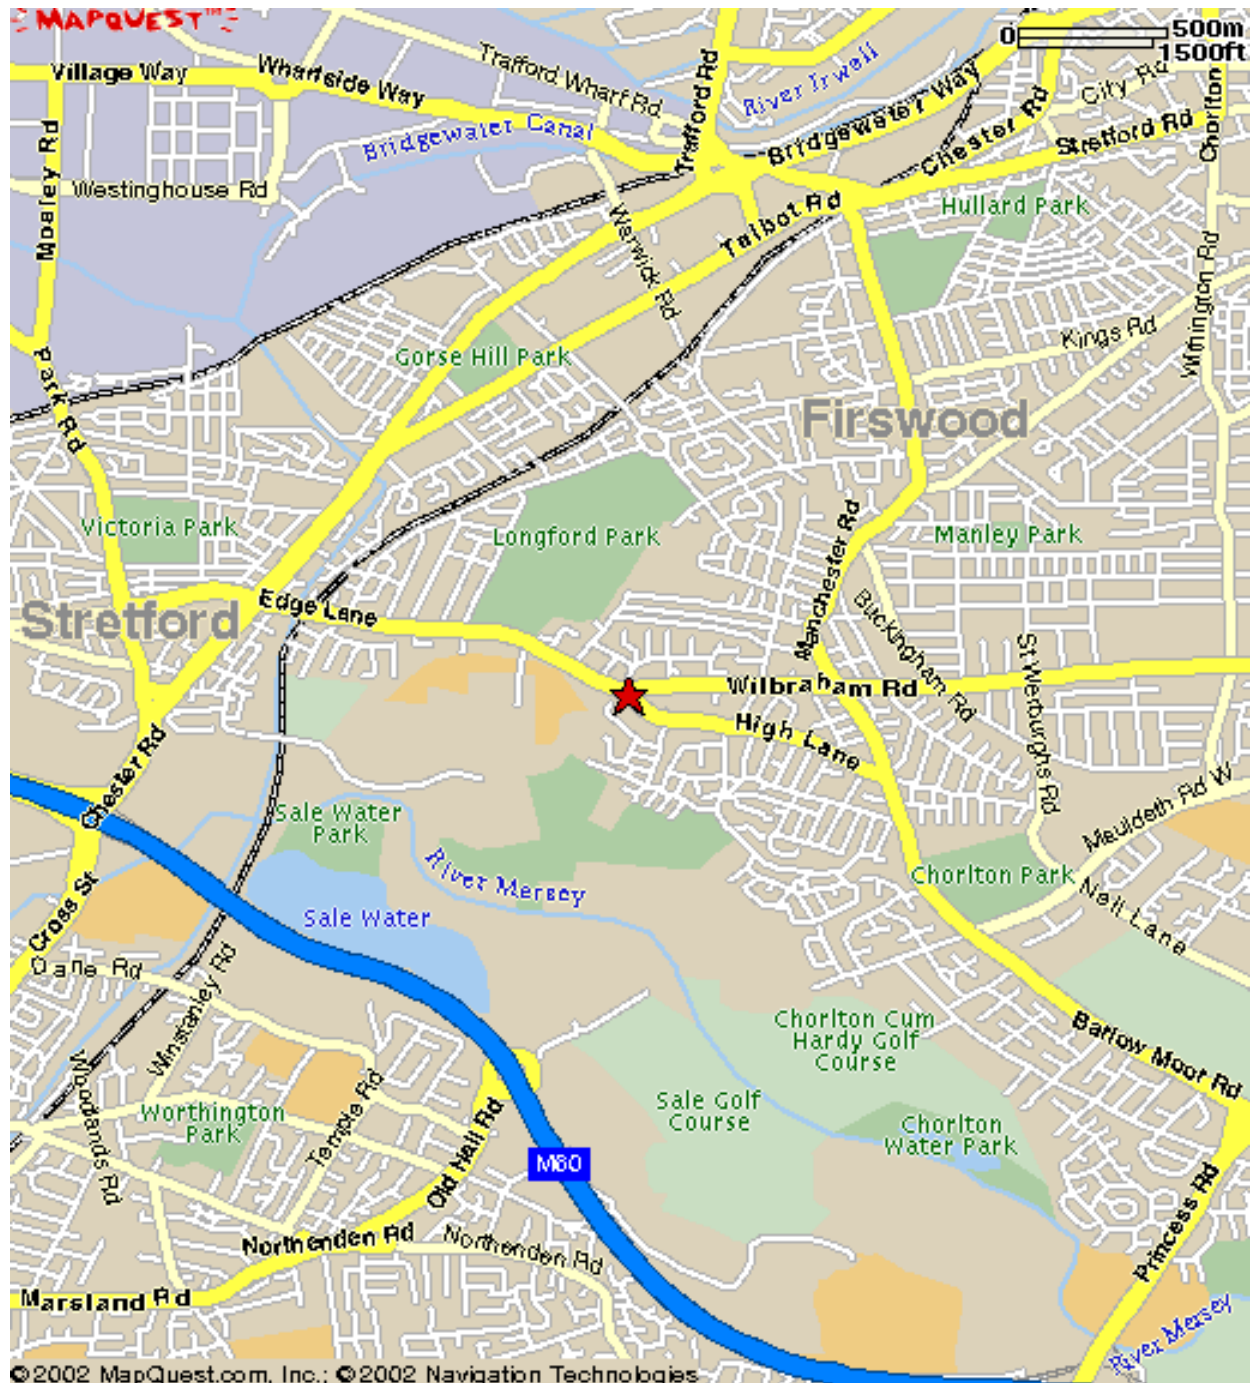 MAPQUEST™
0
500m
1500ft
Village Way
Wharfside Way
Trafford Wharf Rd
Trafford Rd
River Irwell
Bridgewater Way
City Rd
Chester Rd
Stretford Rd
Chorlton
Bridgewater Canal
Mosley Rd
Westinghouse Rd
Warwick Rd
Talbot Rd
Hullard Park
Withington Rd
Kings Rd
Gorse Hill Park
Park Rd
Firswood
Victoria Park
Longford Park
Manchester Rd
Manley Park
Stretford
Edge Lane
Buckingham Rd
St Werburghs Rd
Wilbraham Rd
High Lane
Chester Rd
Sale Water
Park
River Mersey
Mauldeth Rd W
Chorlton Park
Nell Lane
Cross St
Sale Water
Dane Rd
Winstanley Rd
Chorlton Cum
Hardy Golf
Course
Barlow Moor Rd
Woodlands Rd
Worthington
Park
Temple Rd
Old Hall Rd
Sale Golf
Course
Chorlton
Water Park
M60
Princess Rd
Northenden Rd
Northenden Rd
Marsland Rd
River Mersey
©2002 MapQuest.com, Inc.; ©2002 Navigation Technologies